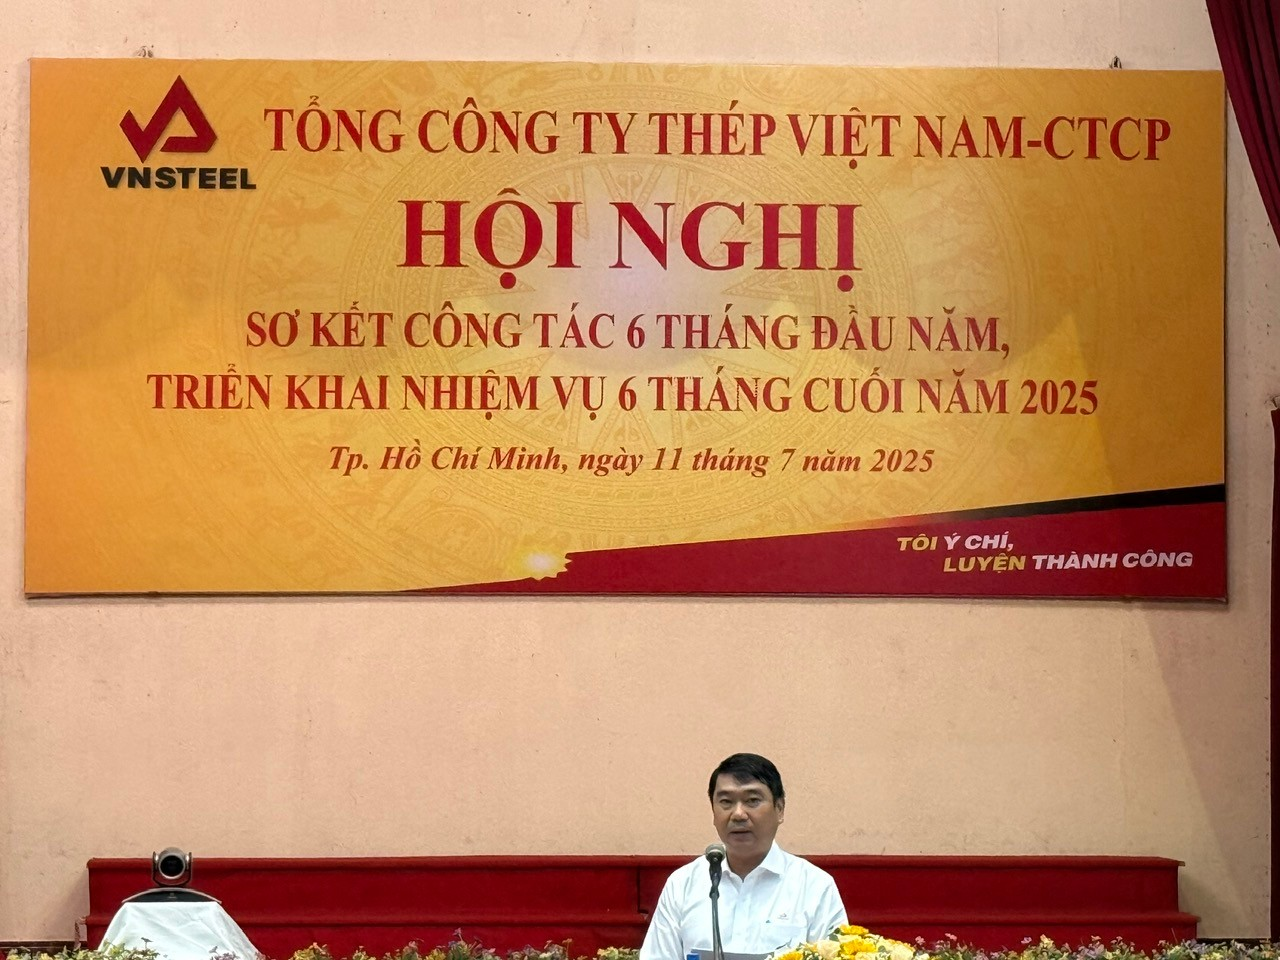 VNSTEEL
TỔNG CÔNG TY THÉP VIỆT NAM-CTCP
HỘI NGHỊ
SƠ KẾT CÔNG TÁC 6 THÁNG ĐẦU NĂM,
TRIỂN KHAI NHIỆM VỤ 6 THÁNG CUỐI NĂM 2025
Tp. Hồ Chí Minh, ngày 11 tháng 7 năm 2025
TÔI Ý CHÍ,
LUYỆN THÀNH CÔNG